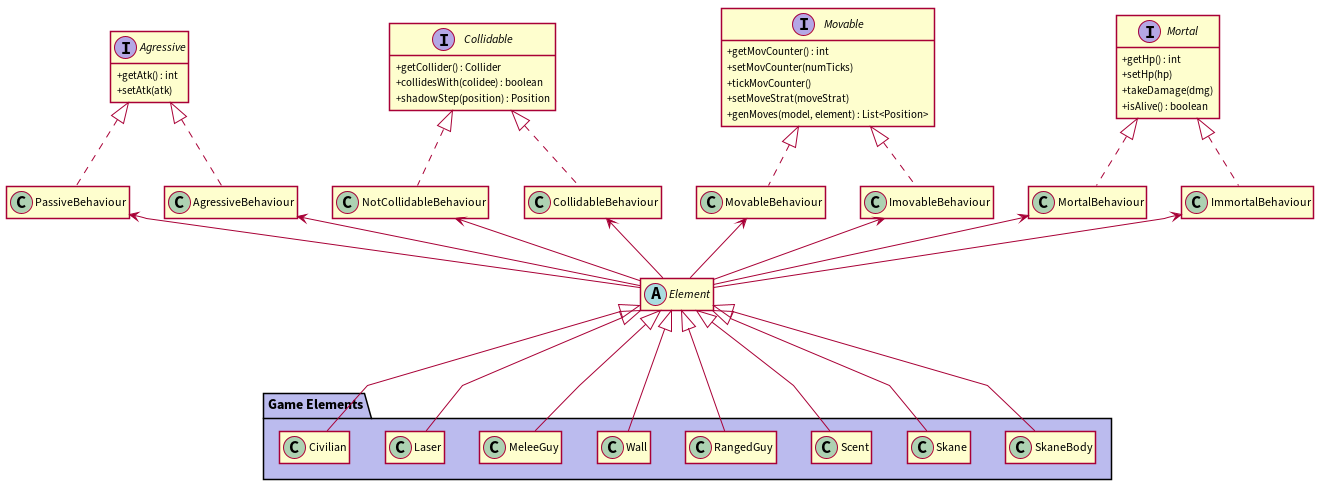 I Agressive
+getAtk() : int
+setAtk(atk)
I Collidable
+getCollider() : Collider
+collidesWith(colidee) : boolean
+shadowStep(position) : Position
I Movable
+getMovCounter() : int
+setMovCounter(numTicks)
+tickMovCounter()
+setMoveStrat(moveStrat)
+genMoves(model, element) : List<Position>
I Mortal
+getHp() : int
+setHp(hp)
+takeDamage(dmg)
+isAlive() : boolean
C PassiveBehaviour
C AgressiveBehaviour
C NotCollidableBehaviour
C CollidableBehaviour
C MovableBehaviour
C ImovableBehaviour
C MortalBehaviour
C ImmortalBehaviour
A Element
Game Elements
C Civilian
C Laser
C MeleeGuy
C Wall
C RangedGuy
C Scent
C Skane
C SkaneBody